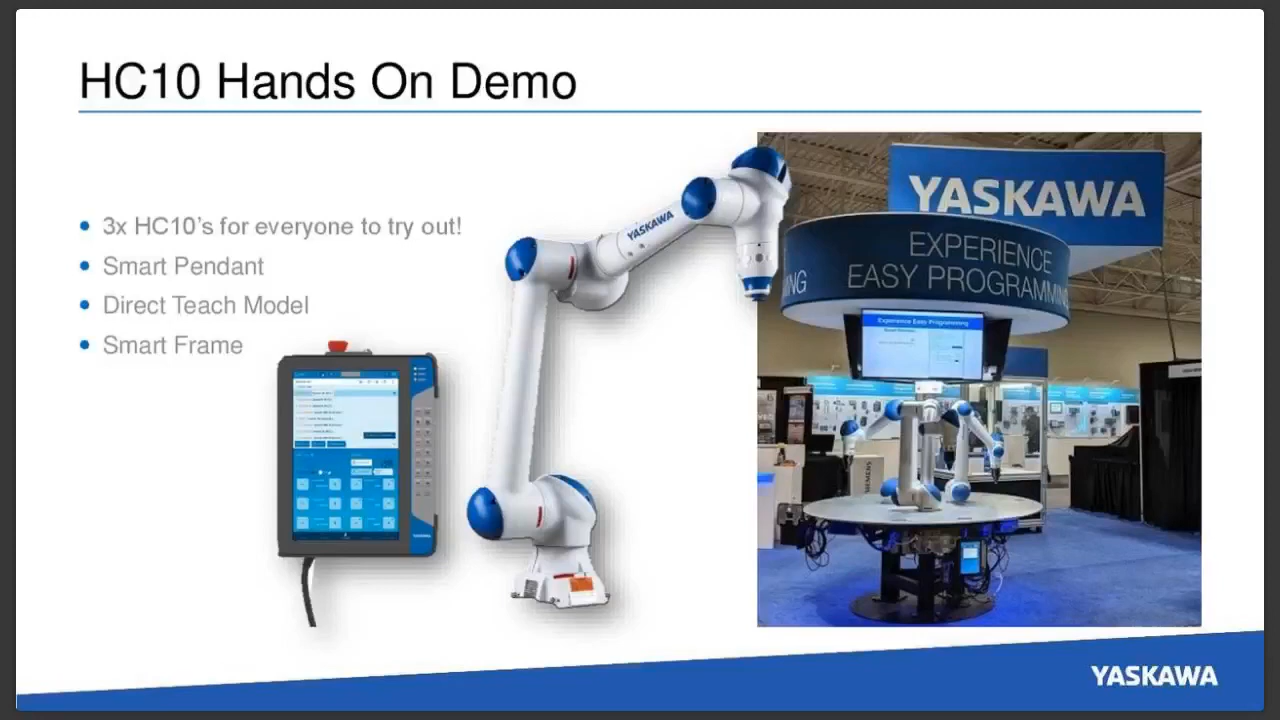 HC10 Hands On Demo
3x HC10's for everyone to try out!
Smart Pendant
Direct Teach Model
Smart Frame
YASKAWA
YASKAWA
EXPERIENCE
EASY PROGRAMMING
Experience Easy Programming
SIEMENS
YASKAWA